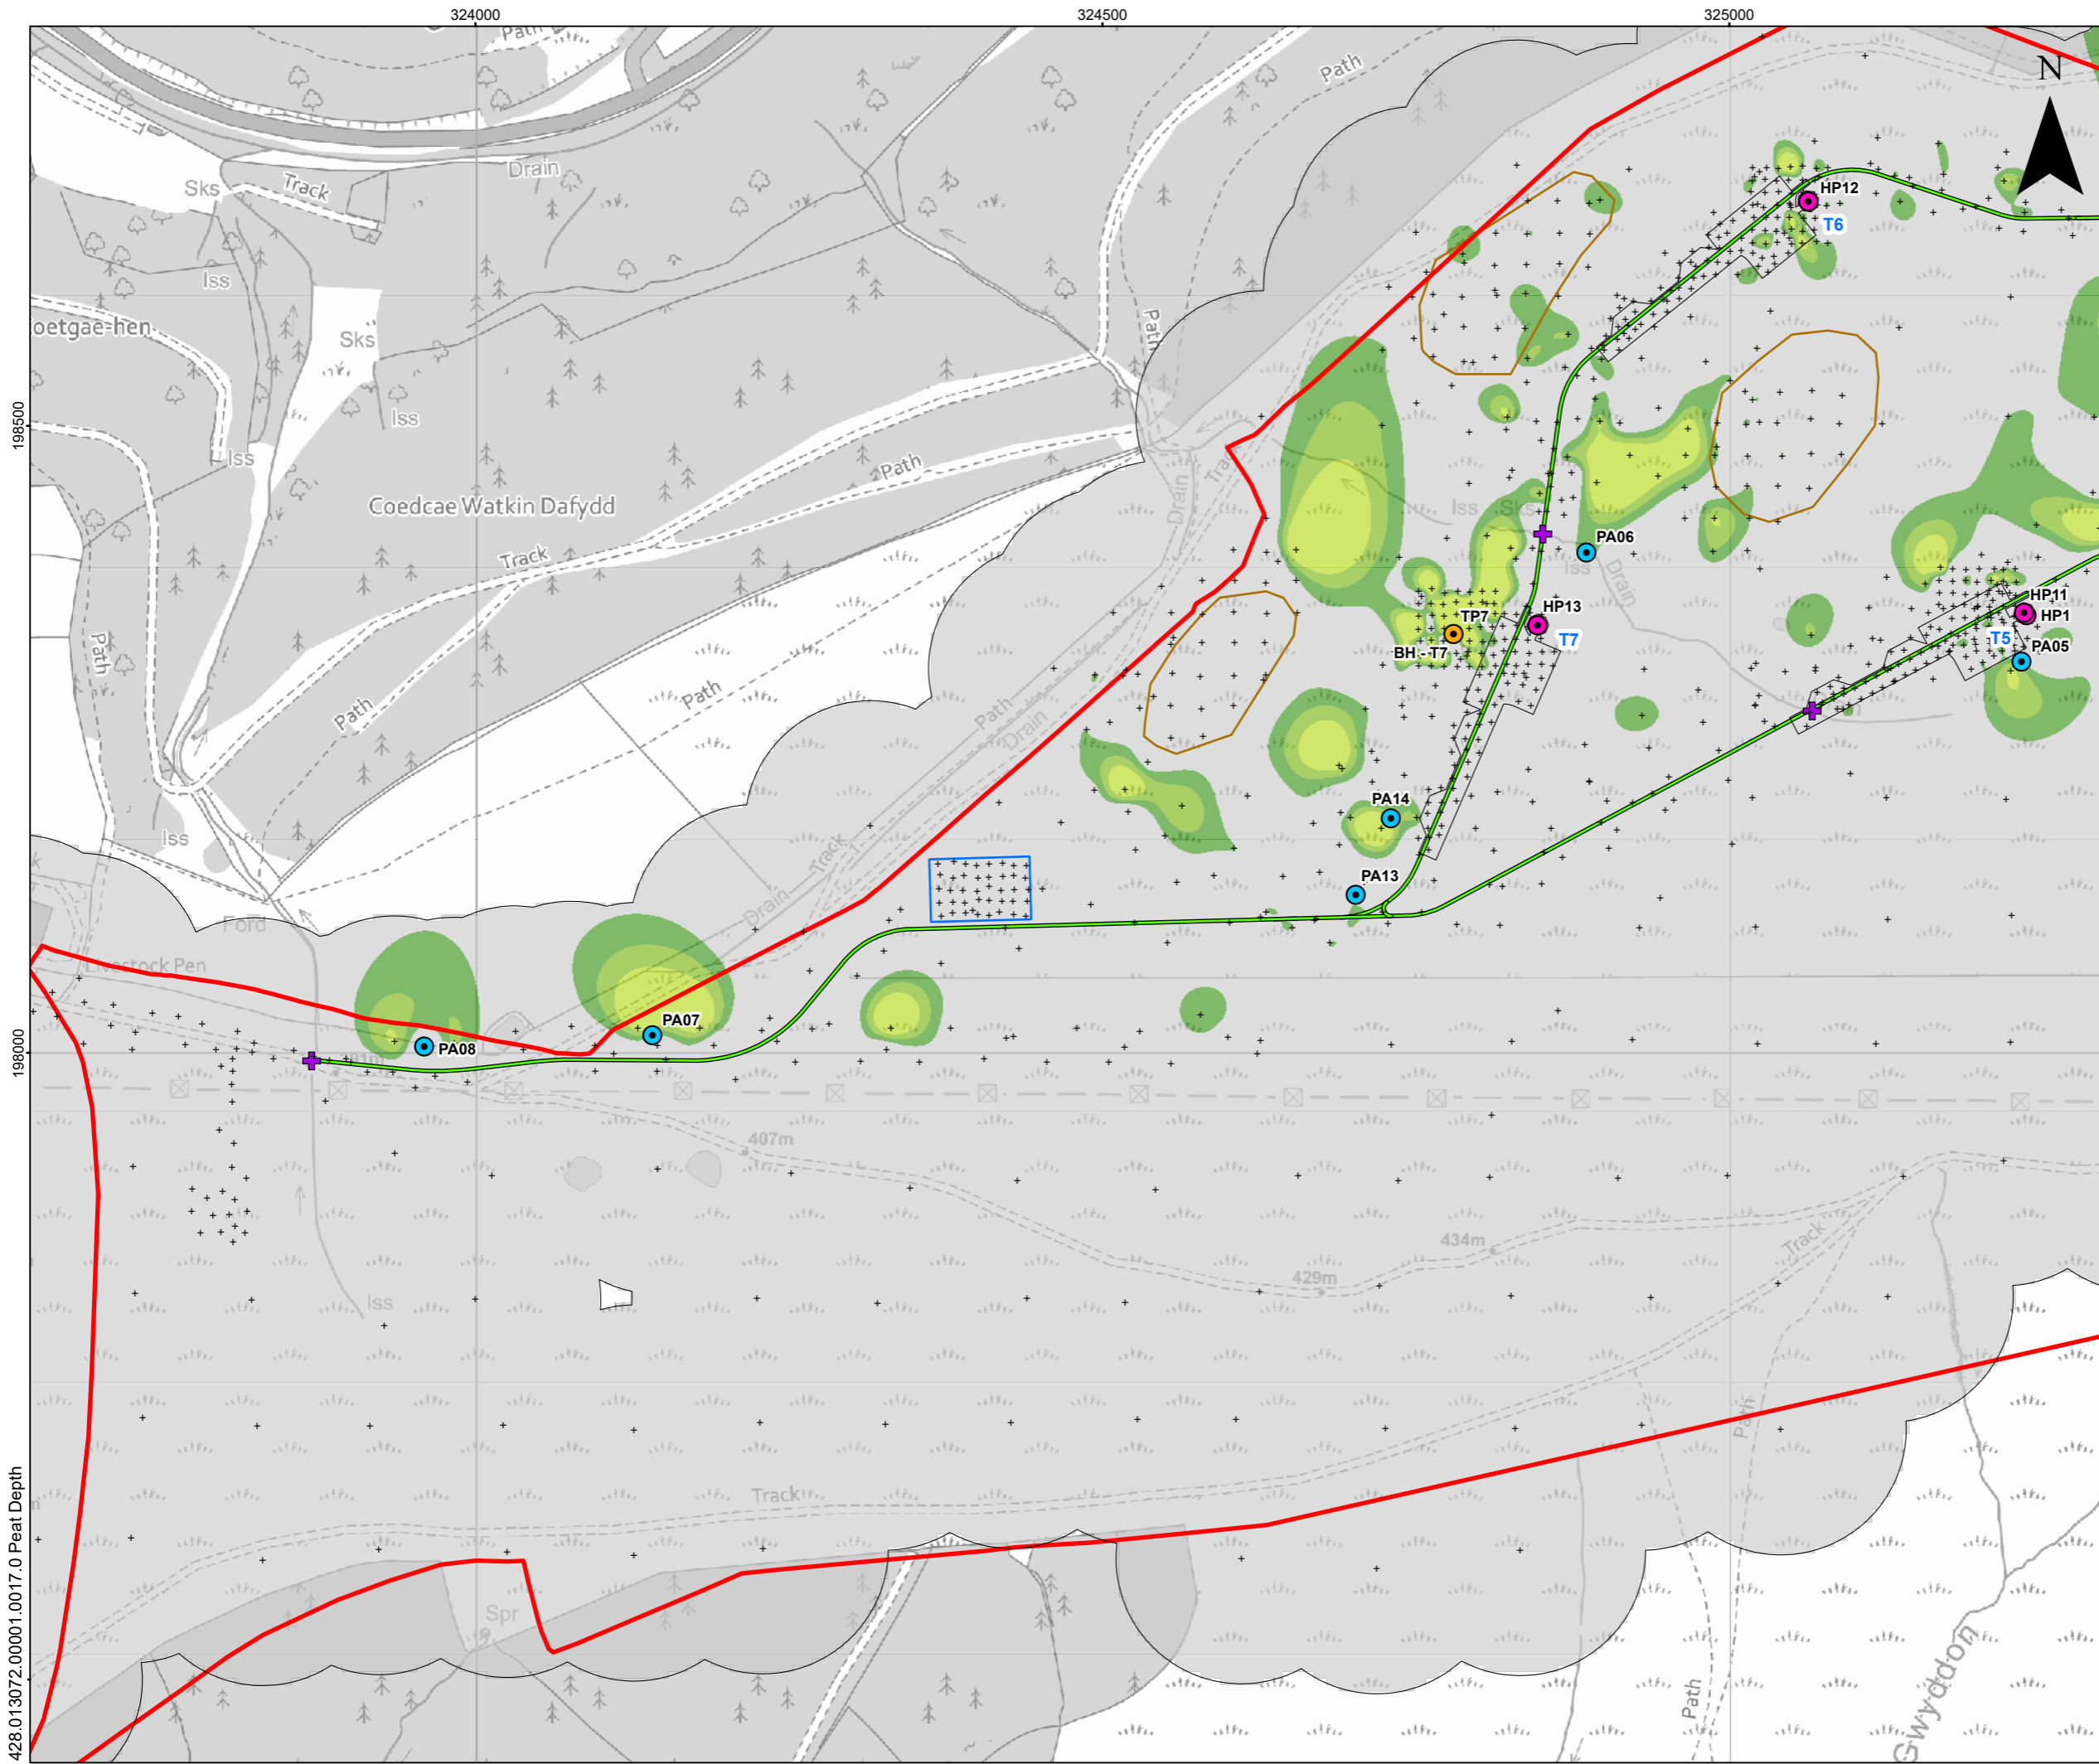 324000
324500
325000
Path
Path
N
Drain
Sks
Track
HP12
T6
Iss
oetgae-hen
Sks
Path
198500
Iss
Iss
Path
Track
Coedcae Watkin Dafydd
Drain
Iss
Sks
Track
PA06
Iss
Drain
HP11
HP13
TP7
HP1
T7
T5
BH - T7
PA05
Path
Path
Path
Path
Drain
PA14
Iss
Track
PA13
Drain
Ford
Livestock Pen
PA07
PA08
198000
407m
Track
434m
429m
Iss
Path
Track
Spr
Path
Gwyddon
428.013072.00001.0017.0 Peat Depth